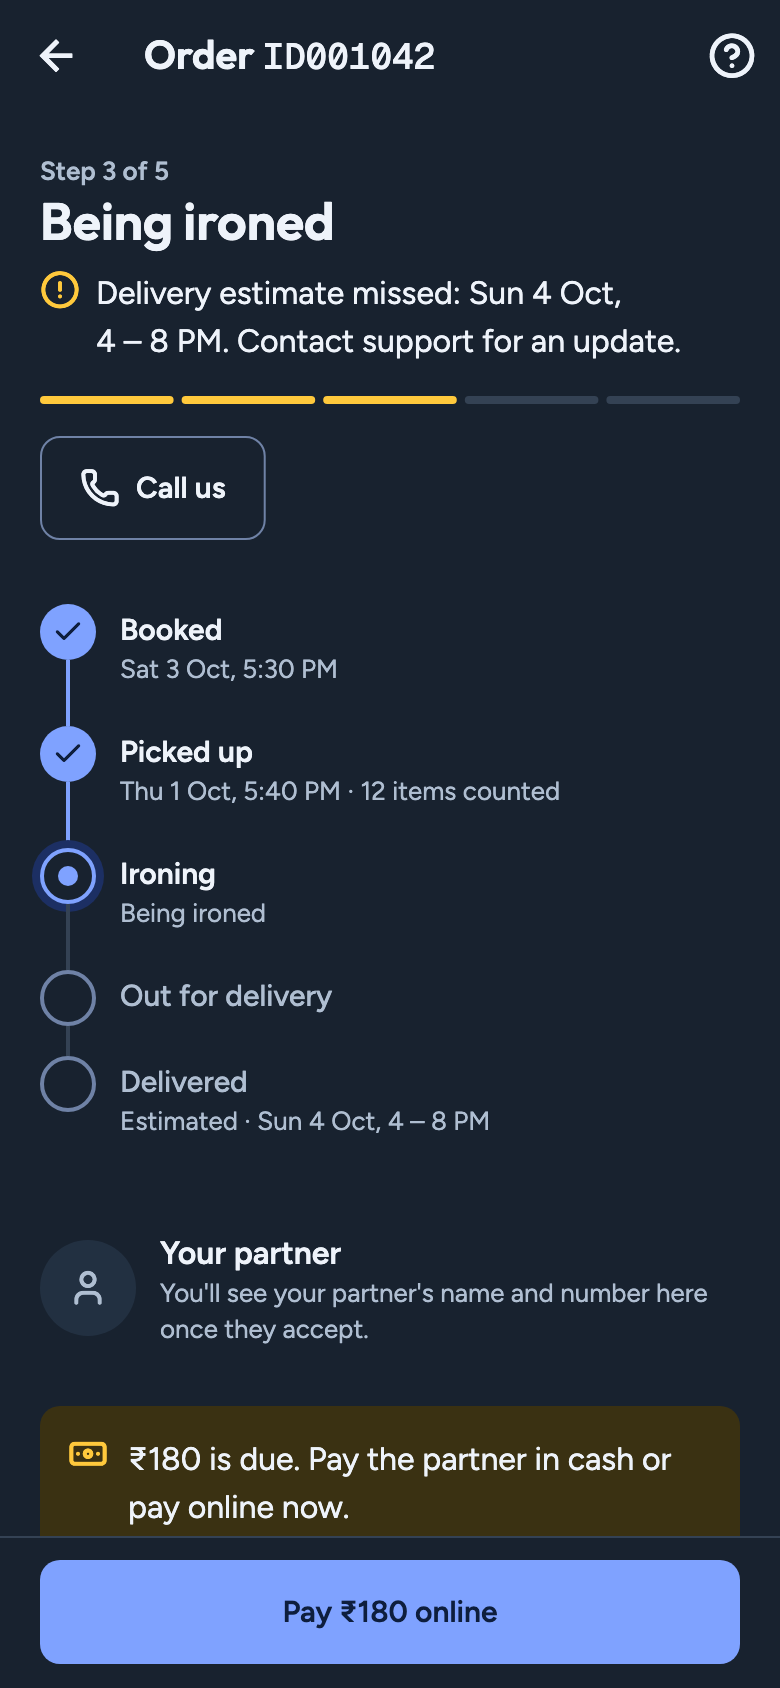 Order ID001042
Step 3 of 5
Being ironed
Delivery estimate missed: Sun 4 Oct,
4 – 8 PM. Contact support for an update.
Call us
Booked
Sat 3 Oct, 5:30 PM
Picked up
Thu 1 Oct, 5:40 PM · 12 items counted
Ironing
Being ironed
Out for delivery
Delivered
Estimated · Sun 4 Oct, 4 – 8 PM
Your partner
You'll see your partner's name and number here
once they accept.
₹180 is due. Pay the partner in cash or
pay online now.
Pay ₹180 online